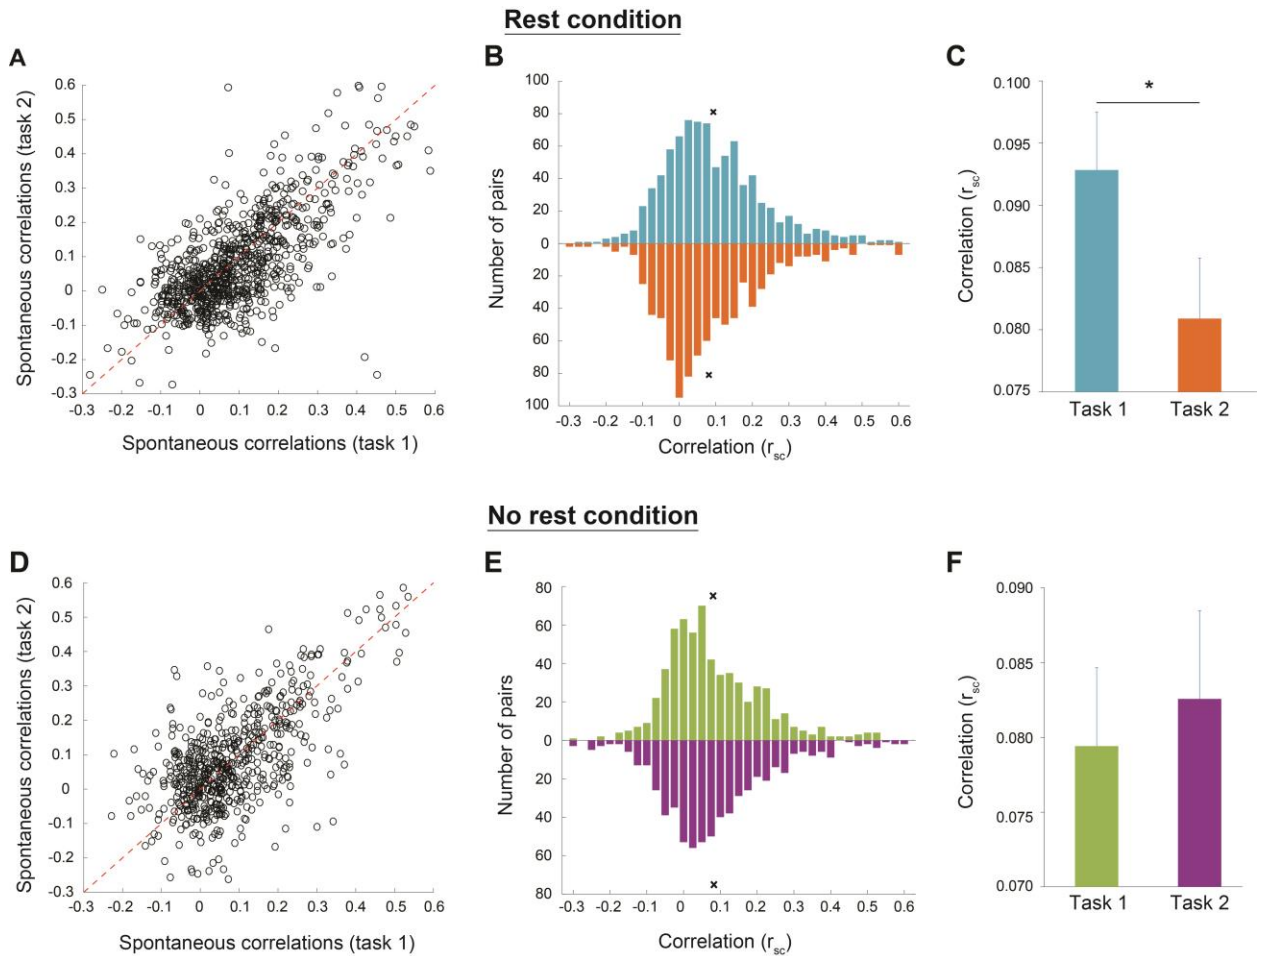 Rest condition
A
Spontaneous correlations (task 2)
0.6
0.5
0.4
0.3
0.2
0.1
0
-0.1
-0.2
-0.3
-0.3 -0.2 -0.1 0 0.1 0.2 0.3 0.4 0.5 0.6
Spontaneous correlations (task 1)
B
Number of pairs
100
80
60
40
20
0
20
40
60
80
100
-0.3 -0.2 -0.1 0 0.1 0.2 0.3 0.4 0.5 0.6
Correlation (rsc)
C
Correlation (rsc)
0.100
0.095
0.090
0.085
0.080
0.075
*
Task 1 Task 2
No rest condition
D
Spontaneous correlations (task 2)
0.6
0.5
0.4
0.3
0.2
0.1
0
-0.1
-0.2
-0.3
-0.3 -0.2 -0.1 0 0.1 0.2 0.3 0.4 0.5 0.6
Spontaneous correlations (task 1)
E
Number of pairs
80
60
40
20
0
20
40
60
80
-0.3 -0.2 -0.1 0 0.1 0.2 0.3 0.4 0.5 0.6
Correlation (rsc)
F
Correlation (rsc)
0.090
0.085
0.080
0.075
0.070
Task 1 Task 2